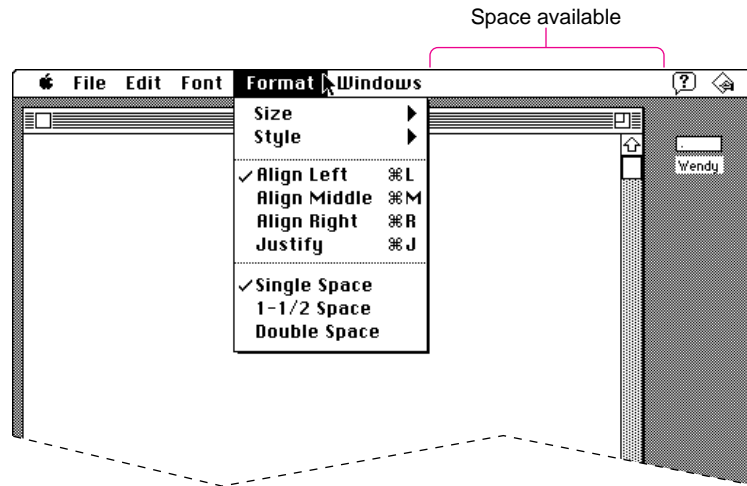 Space available
File Edit Font Format Windows ?
Size
Style
Align Left ⌘L
Align Middle ⌘M
Align Right ⌘R
Justify ⌘J
Single Space
1-1/2 Space
Double Space
Wendy